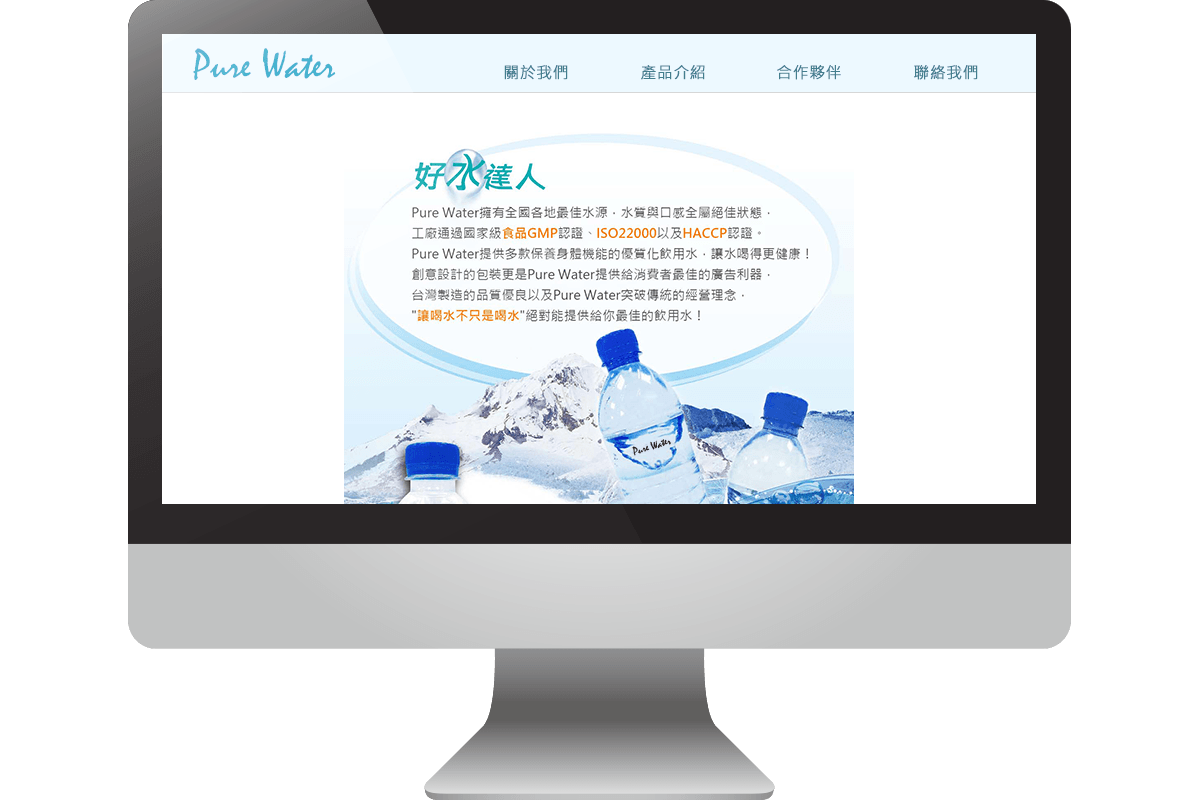 Pure Water
關於我們 產品介紹 合作夥伴 聯絡我們
好水達人
Pure Water擁有全國各地最佳水源，水質與口感全屬絕佳狀態，
工廠通過國家級食品GMP認證、ISO22000以及HACCP認證。
Pure Water提供多款保養身體機能的優質化飲用水，讓水喝得更健康！
創意設計的包裝更是Pure Water提供給消費者最佳的廣告利器，
台灣製造的品質優良以及Pure Water突破傳統的經營理念，
"讓喝水不只是喝水"絕對能提供給你最佳的飲用水！
Pure Water